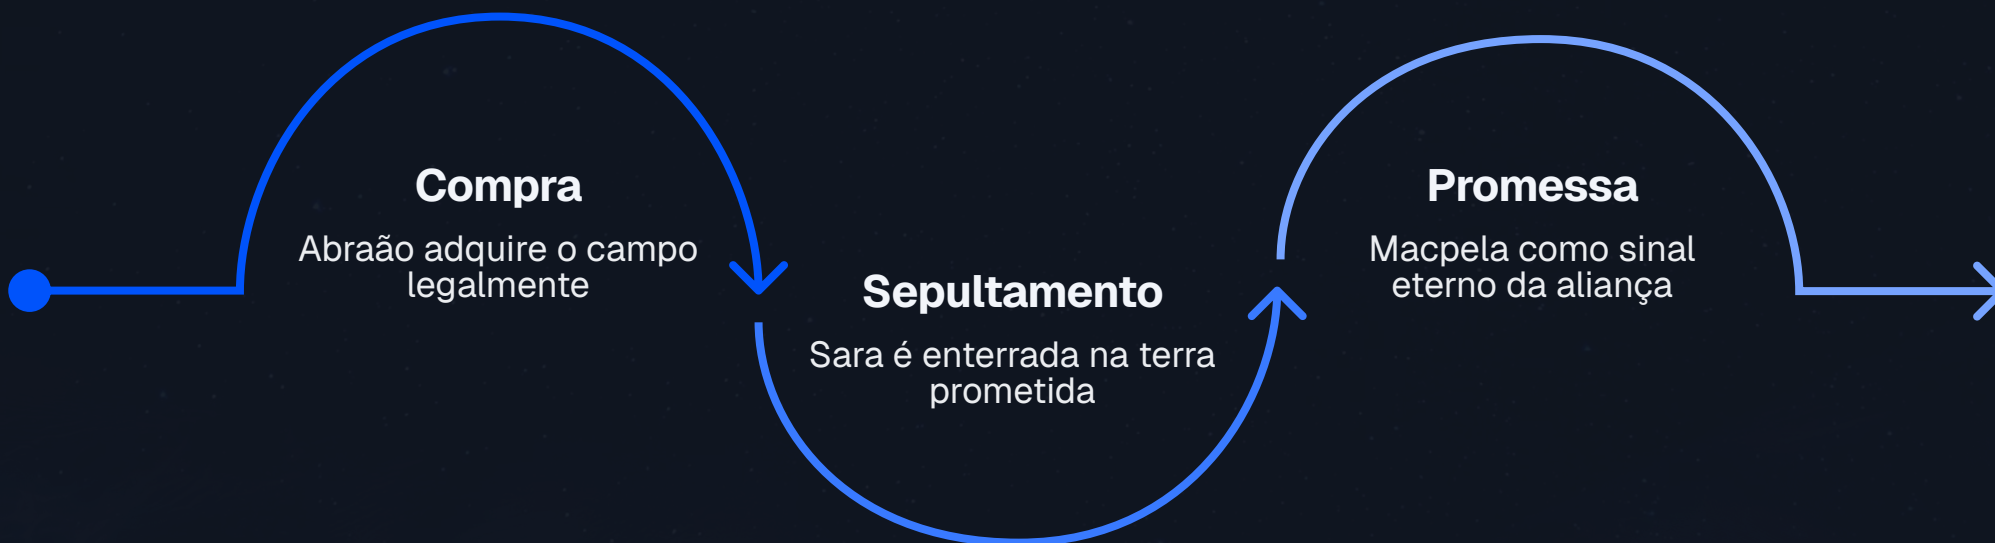 Compra
Abraão adquire o campo
legalmente
Sepultamento
Sara é enterrada na terra
prometida
Promessa
Macpela como sinal
eterno da aliança